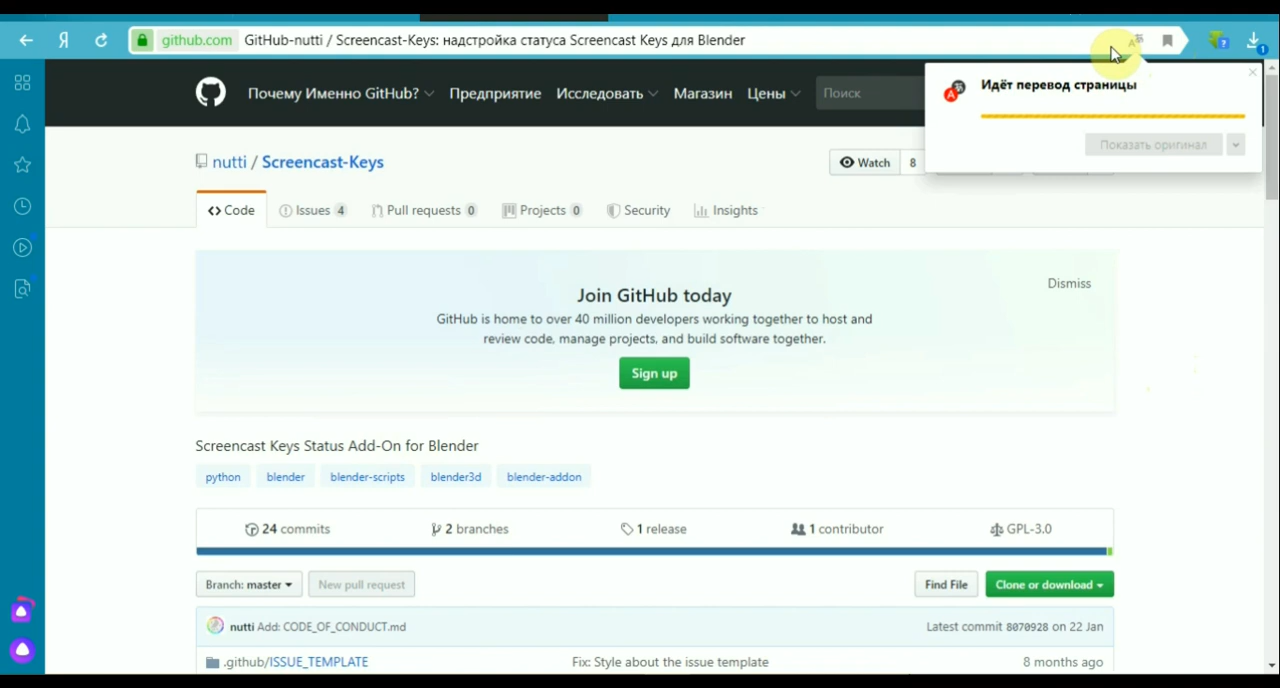 Я github.com GitHub-nutti / Screencast-Keys: надстройка статуса Screencast Keys для Blender
1
Идёт перевод страницы
Показать оригинал
Почему Именно GitHub? Предприятие Исследовать Магазин Цены Поиск
nutti / Screencast-Keys
Watch 8
Code Issues 4 Pull requests 0 Projects 0 Security Insights
Join GitHub today
Dismiss
GitHub is home to over 40 million developers working together to host and
review code, manage projects, and build software together.
Sign up
Screencast Keys Status Add-On for Blender
python blender blender-scripts blender3d blender-addon
24 commits 2 branches 1 release 1 contributor GPL-3.0
Branch: master New pull request Find File Clone or download
nutti Add: CODE_OF_CONDUCT.md Latest commit 8070928 on 22 Jan
.github/ISSUE_TEMPLATE Fix: Style about the issue template 8 months ago